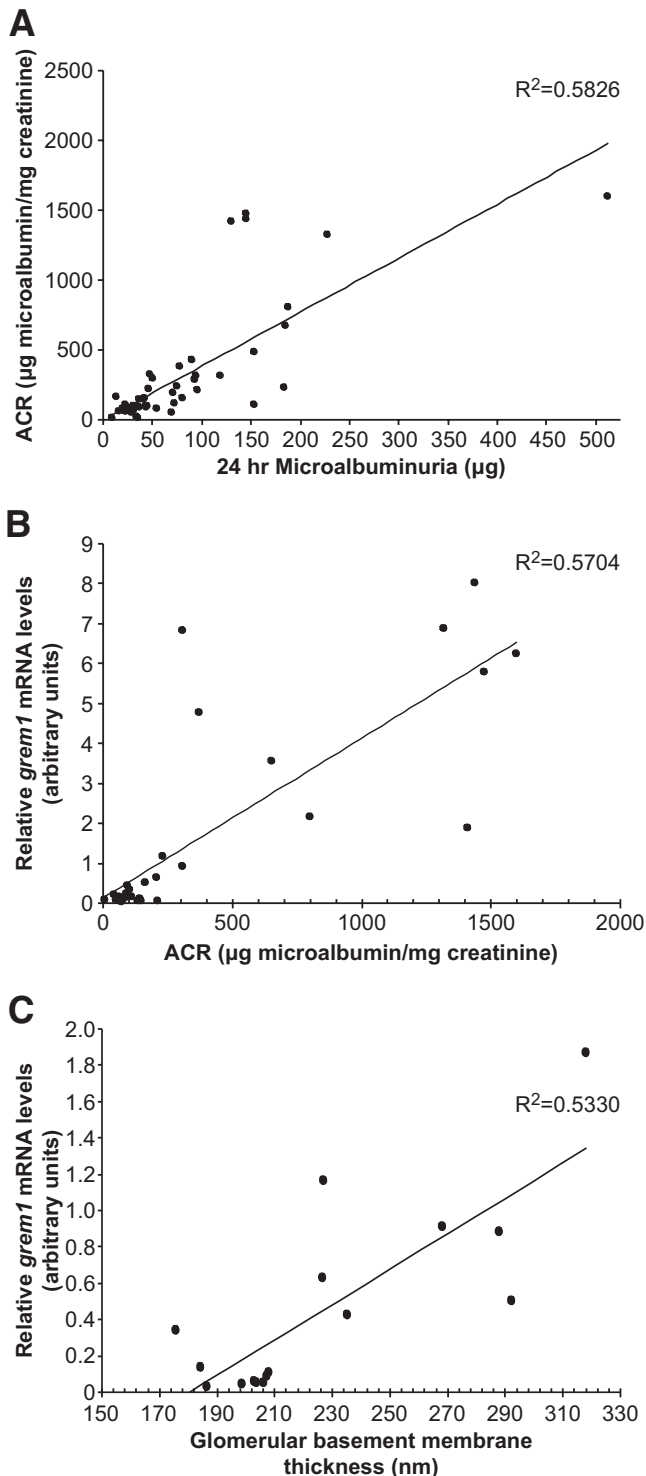 A
ACR (µg microalbumin/mg creatinine)
2500
2000
1500
1000
500
0
R²=0.5826
0 50 100 150 200 250 300 350 400 450 500
24 hr Microalbuminuria (µg)
B
Relative grem1 mRNA levels
(arbitrary units)
9
8
7
6
5
4
3
2
1
0
R²=0.5704
0 500 1000 1500 2000
ACR (µg microalbumin/mg creatinine)
C
Relative grem1 mRNA levels
(arbitrary units)
2.0
1.8
1.6
1.4
1.2
1.0
0.8
0.6
0.4
0.2
0
R²=0.5330
150 170 190 210 230 250 270 290 310 330
Glomerular basement membrane
thickness (nm)